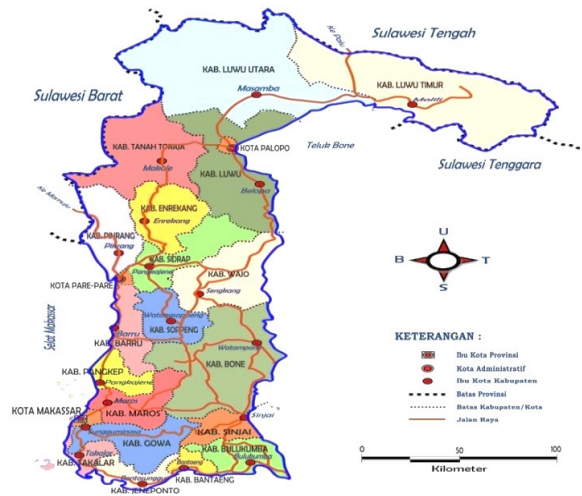 Sulawesi Tengah
Ke Palu
KAB. LUWU UTARA
KAB. LUWU TIMUR
Masamba
Malili
Sulawesi Barat
KAB. TANAH TORAJA
KOTA PALOPO
Teluk Bone
Makale
KAB. LUWU
Sulawesi Tenggara
Belopa
Ke Mamuju
KAB. ENREKANG
Enrekang
KAB. PINRANG
Pinrang
KAB. SIDRAP
Pangkajene
KAB. WAJO
KOTA PARE-PARE
Sengkang
U
B
T
S
Selat Makassar
Watangsoppeng
KAB. SOPPENG
Barru
KAB. BARRU
Watampone
KAB. BONE
KAB. PANGKEP
Pangkajene
Maros
KOTA MAKASSAR
KAB. MAROS
Sinjai
Sungguminasa
KAB. SINJAI
KAB. GOWA
Takalar
KAB. TAKALAR
KAB. BULUKUMBA
Bulukumba
Bantaeng
KAB. BANTAENG
KAB. JENEPONTO
KETERANGAN :
Ibu Kota Provinsi
Kota Administratif
Ibu Kota Kabupaten
Batas Provinsi
Batas Kabupaten/Kota
Jalan Raya
0 50 100
Kilometer